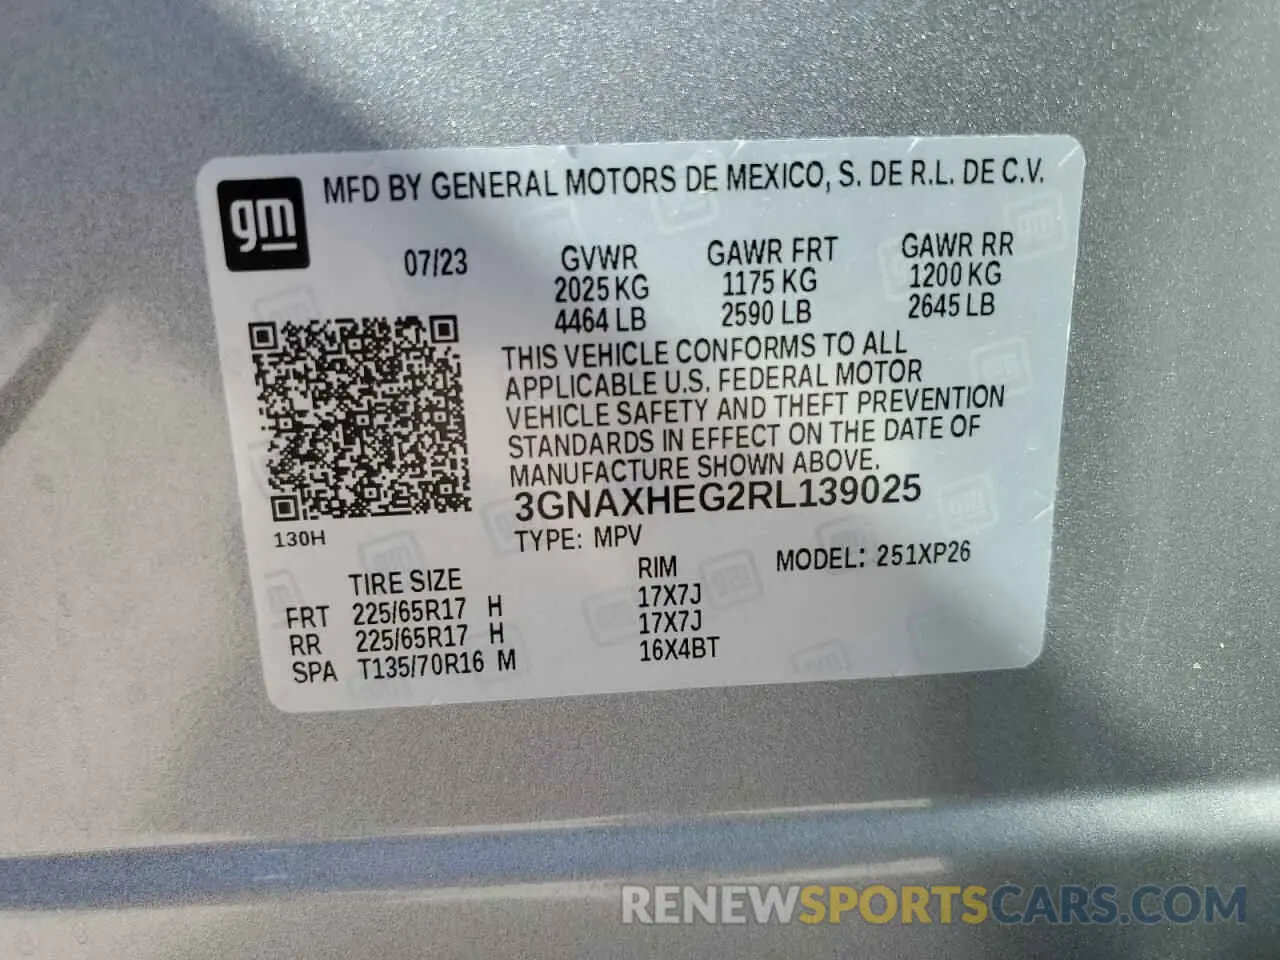 gm
MFD BY GENERAL MOTORS DE MEXICO, S. DE R.L. DE C.V.
07/23 GVWR GAWR FRT GAWR RR
2025 KG 1175 KG 1200 KG
4464 LB 2590 LB 2645 LB
THIS VEHICLE CONFORMS TO ALL
APPLICABLE U.S. FEDERAL MOTOR
VEHICLE SAFETY AND THEFT PREVENTION
STANDARDS IN EFFECT ON THE DATE OF
MANUFACTURE SHOWN ABOVE.
3GNAXHEG2RL139025
130H
TYPE: MPV
MODEL: 251XP26
TIRE SIZE RIM
FRT 225/65R17 H 17X7J
RR 225/65R17 H 17X7J
SPA T135/70R16 M 16X4BT
RENEWSPORTSCARS.COM